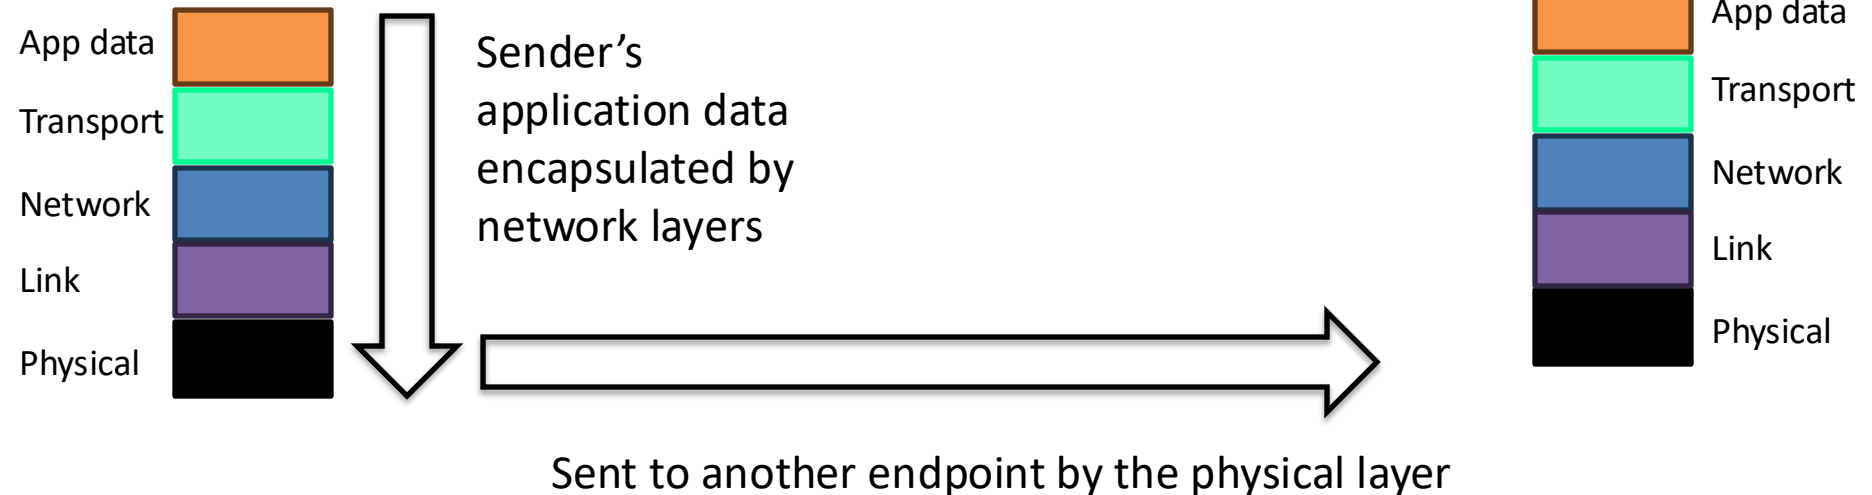 App data
Transport
Network
Link
Physical
Sender’s
application data
encapsulated by
network layers
Sent to another endpoint by the physical layer
App data
Transport
Network
Link
Physical